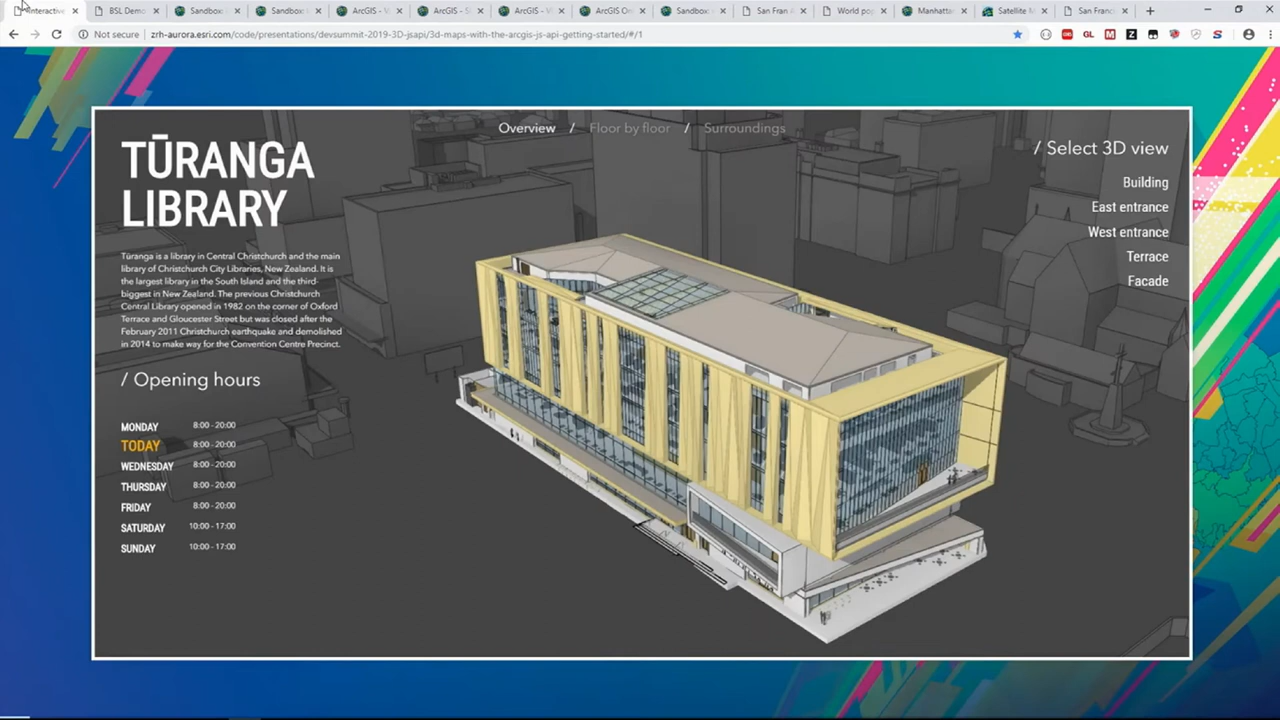 Interactive
BSL Demo
Sandbox
Sandbox
ArcGIS - V
ArcGIS - S
ArcGIS - V
ArcGIS On
Sandbox
San Fran A
World pop
Manhattan
Satellite M
San Franc
Not secure | zrh-aurora.esri.com/code/presentations/devsummit-2019-3D-jsapi/3d-maps-with-the-arcgis-js-api-getting-started/#/1
Overview / Floor by floor / Surroundings
TŪRANGA
LIBRARY
Tūranga is a library in Central Christchurch and the main
library of Christchurch City Libraries, New Zealand. It is
the largest library in the South Island and the third-
biggest in New Zealand. The previous Christchurch
Central Library opened in 1982 on the corner of Oxford
Terrace and Gloucester Street but was closed after the
February 2011 Christchurch earthquake and demolished
in 2014 to make way for the Convention Centre Precinct.
/ Opening hours
MONDAY 8:00 - 20:00
TODAY 8:00 - 20:00
WEDNESDAY 8:00 - 20:00
THURSDAY 8:00 - 20:00
FRIDAY 8:00 - 20:00
SATURDAY 10:00 - 17:00
SUNDAY 10:00 - 17:00
/ Select 3D view
Building
East entrance
West entrance
Terrace
Facade